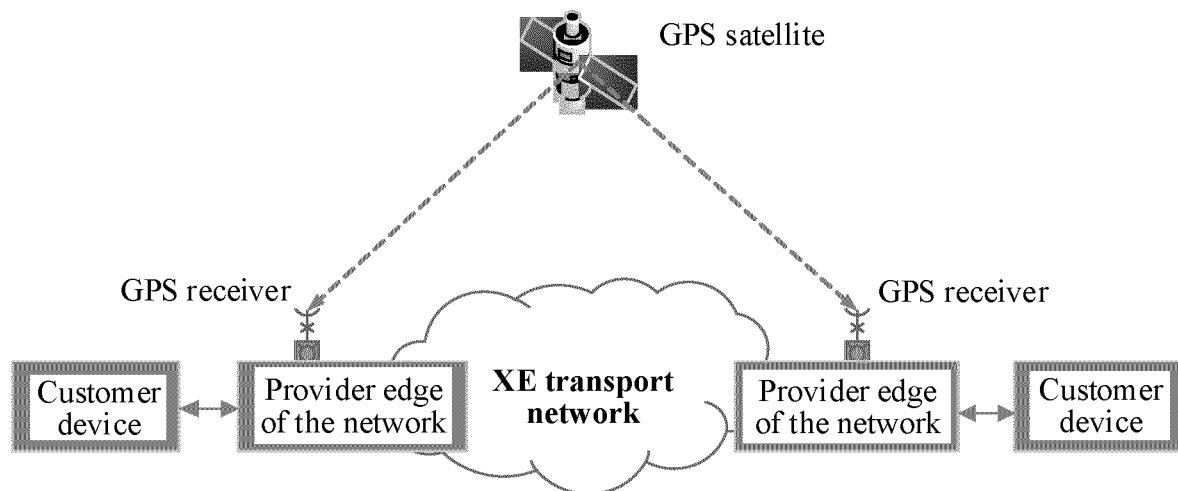 GPS satellite
GPS receiver
GPS receiver
Customer
device
Provider edge
of the network
XE transport
network
Provider edge
of the network
Customer
device